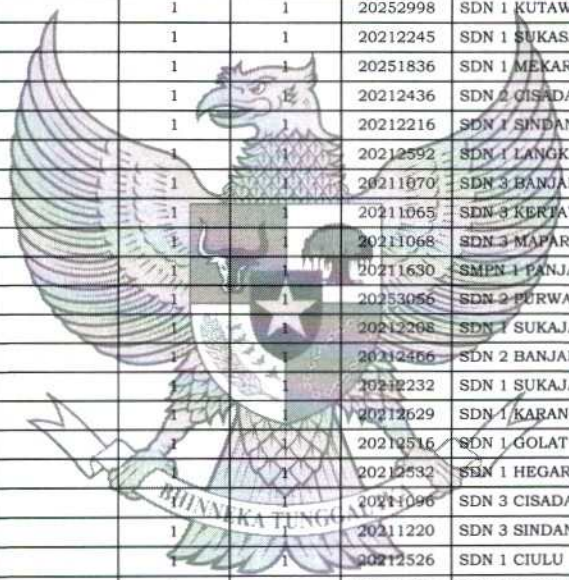 1 1 20252998 SDN 1 KUTAW
1 1 20212245 SDN 1 SUKAS
1 1 20251836 SDN 1 MEKAR
1 1 20212436 SDN 2 CISADA
1 1 20212216 SDN 1 SINDAN
1 1 20212592 SDN 1 LANGK
1 1 20211070 SDN 3 BANJA
1 1 20211065 SDN 3 KERTA
1 1 20211068 SDN 3 MAPAR
1 1 20211630 SMPN 1 PANJA
1 1 20253056 SDN 2 PURWA
1 1 20212208 SDN 1 SUKAJA
1 1 20212466 SDN 2 BANJA
1 1 20212232 SDN 1 SUKAJA
1 1 20212629 SDN 1 KARAN
1 1 20212516 SDN 1 GOLAT
1 1 20212532 SDN 1 HEGAR
1 1 20211096 SDN 3 CISADA
1 1 20211220 SDN 3 SINDAN
1 1 20212526 SDN 1 CIULU
BHINNEKA TUNGGAL